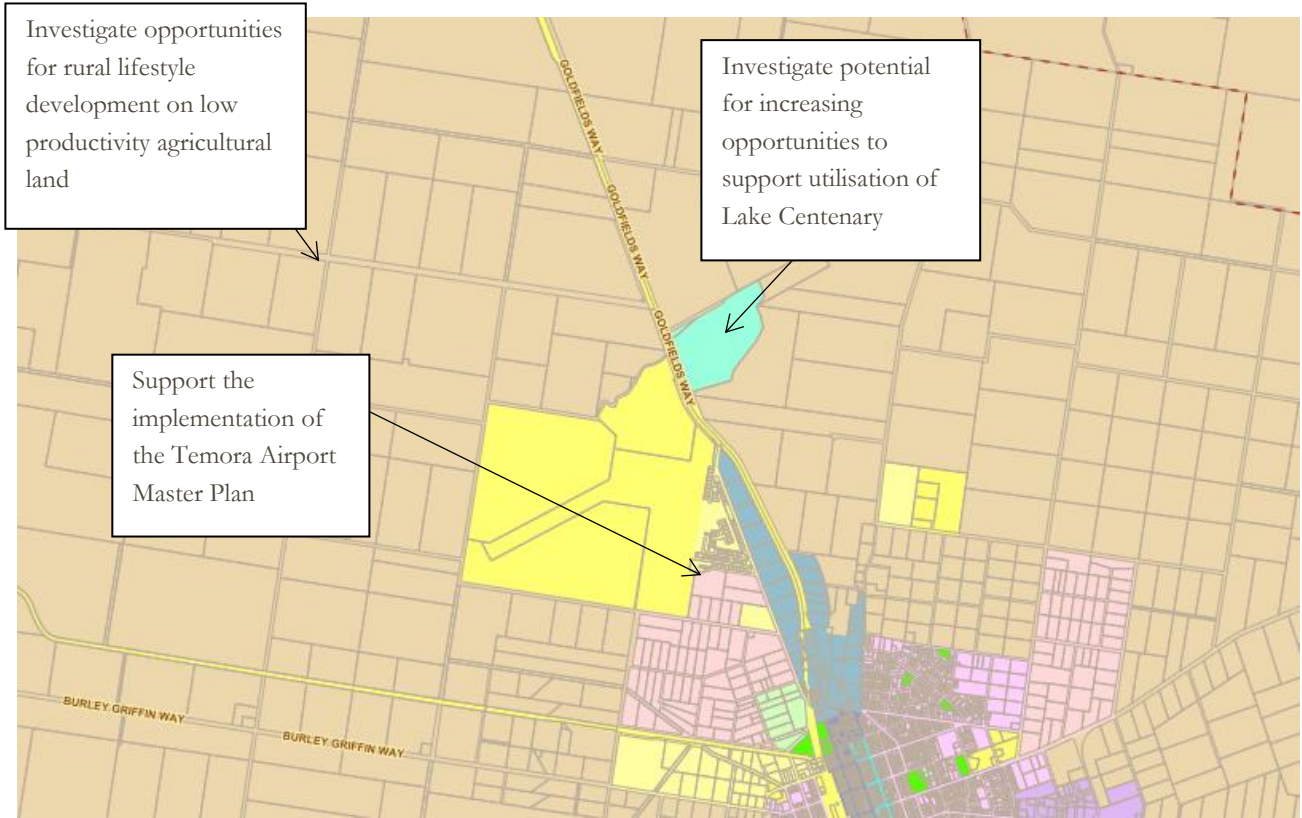 Investigate opportunities
for rural lifestyle
development on low
productivity agricultural
land
Investigate potential
for increasing
opportunities to
support utilisation of
Lake Centenary
Support the
implementation of
the Temora Airport
Master Plan
GOLDFIELDS WAY
GOLDFIELDS WAY
GOLDFIELDS WAY
BURLEY GRIFFIN WAY
BURLEY GRIFFIN WAY